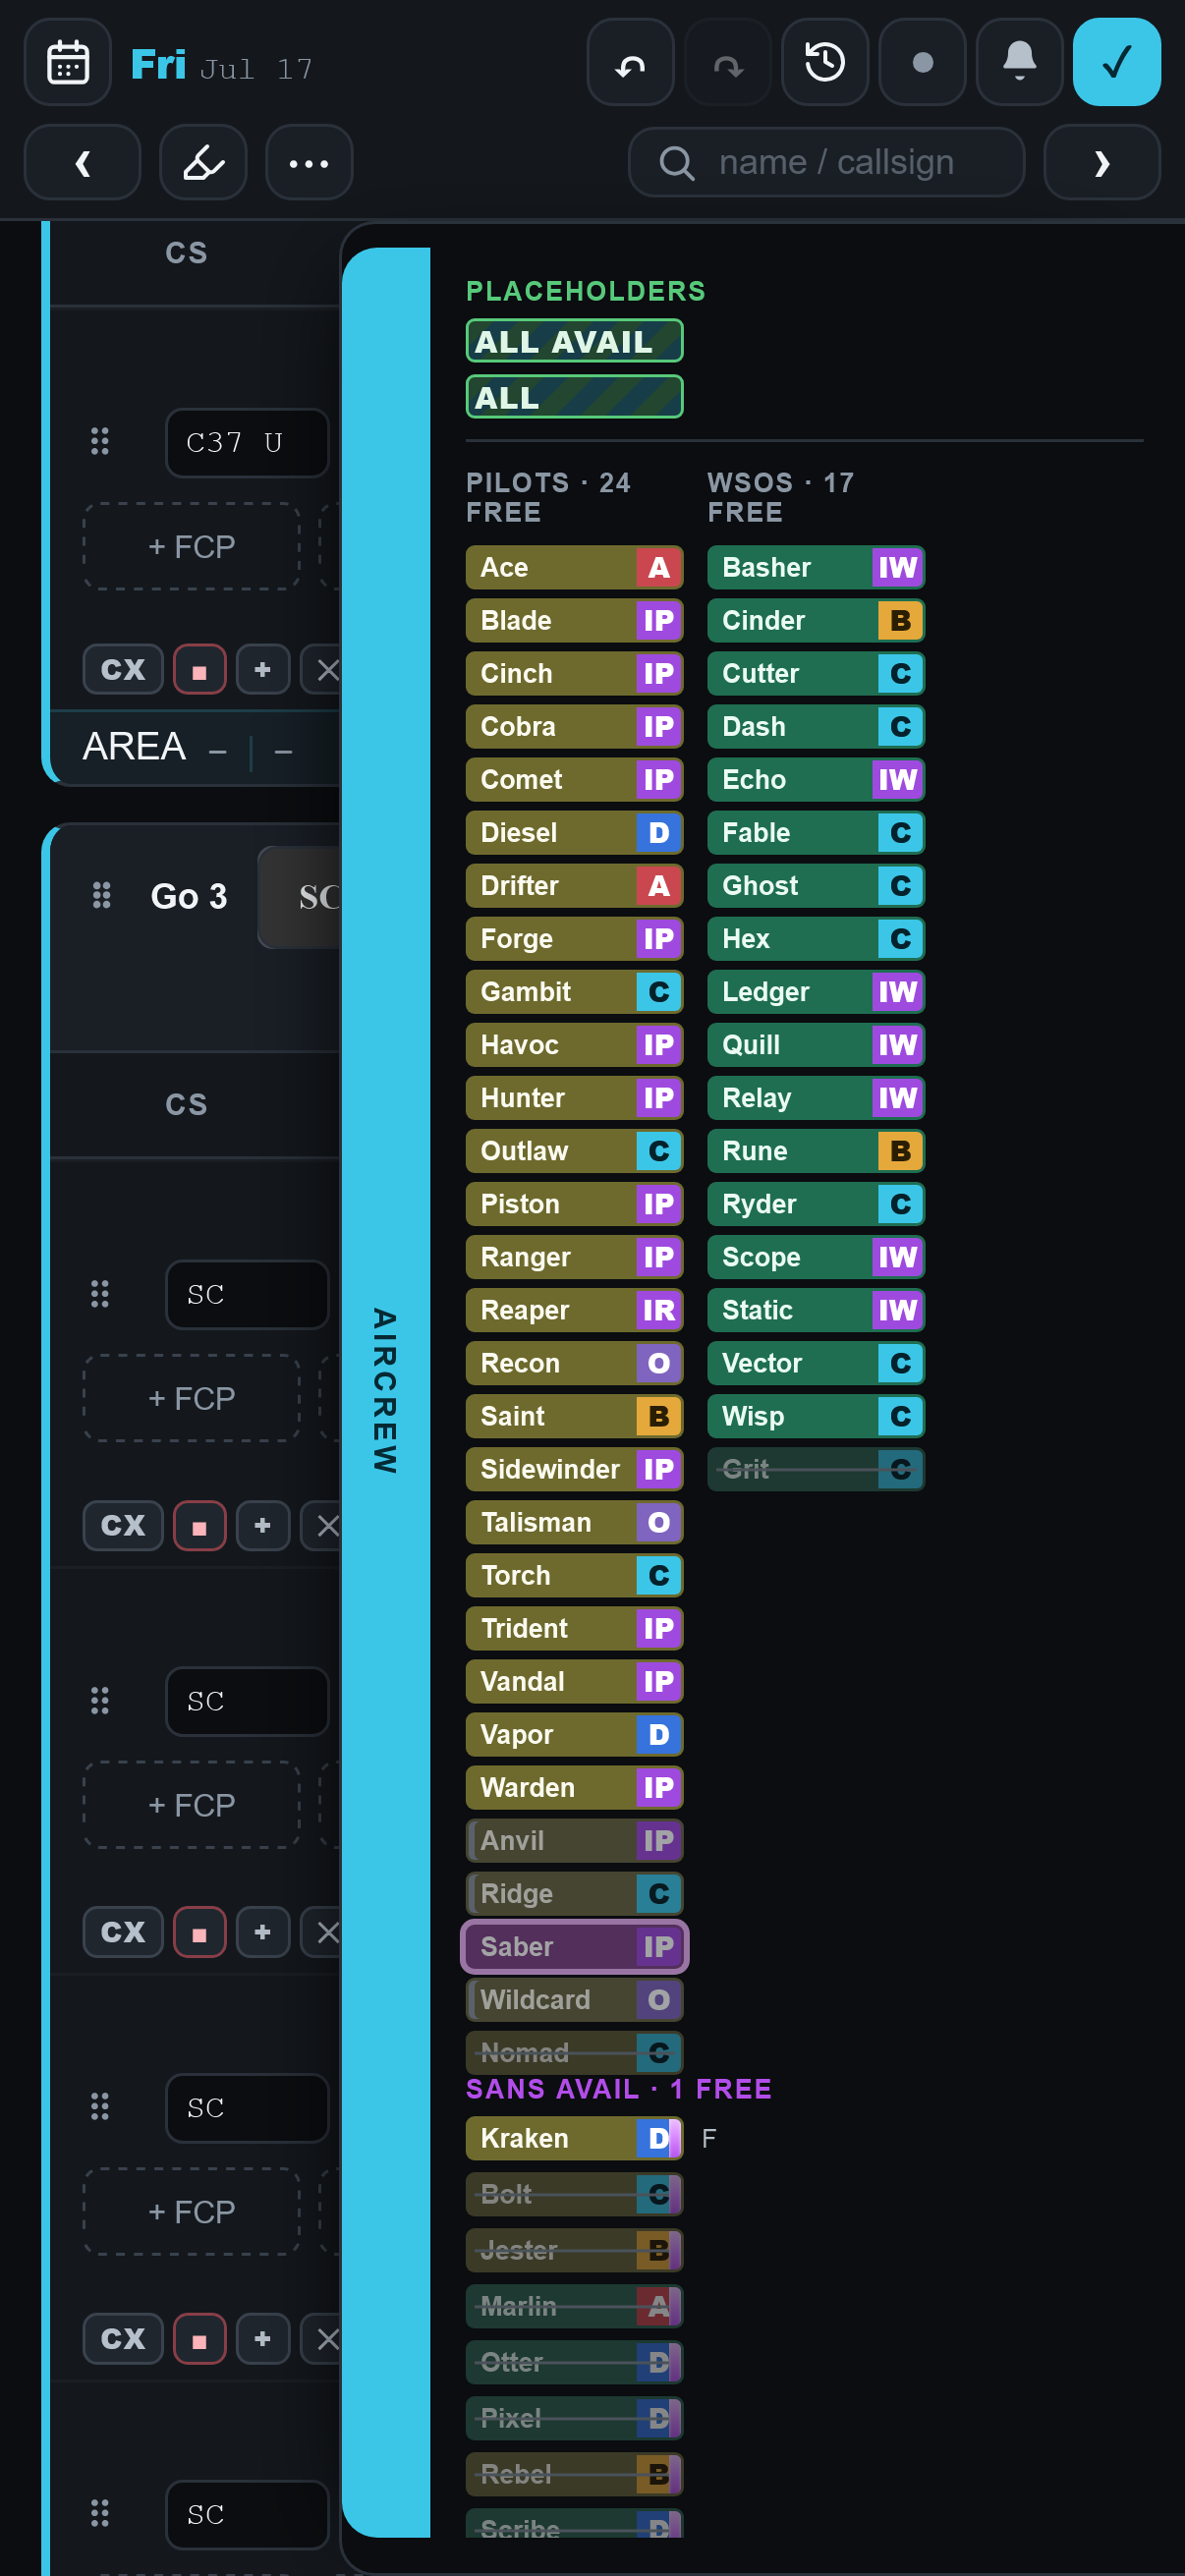 Fri Jul 17
name / callsign
CS
C37 U
+ FCP
CX
AREA – | –
Go 3
CS
SC
+ FCP
CX
SC
+ FCP
CX
SC
+ FCP
CX
SC
AIRCREW
PLACEHOLDERS
ALL AVAIL
ALL
PILOTS · 24 FREE
Ace A
Blade IP
Cinch IP
Cobra IP
Comet IP
Diesel D
Drifter A
Forge IP
Gambit C
Havoc IP
Hunter IP
Outlaw C
Piston IP
Ranger IP
Reaper IR
Recon O
Saint B
Sidewinder IP
Talisman O
Torch C
Trident IP
Vandal IP
Vapor D
Warden IP
Anvil IP
Ridge C
Saber IP
Wildcard O
Nomad C
WSOS · 17 FREE
Basher IW
Cinder B
Cutter C
Dash C
Echo IW
Fable C
Ghost C
Hex C
Ledger IW
Quill IW
Relay IW
Rune B
Ryder C
Scope IW
Static IW
Vector C
Wisp C
Grit C
SANS AVAIL · 1 FREE
Kraken D F
Bolt C
Jester B
Marlin A
Otter D
Pixel D
Rebel B
Scribe D